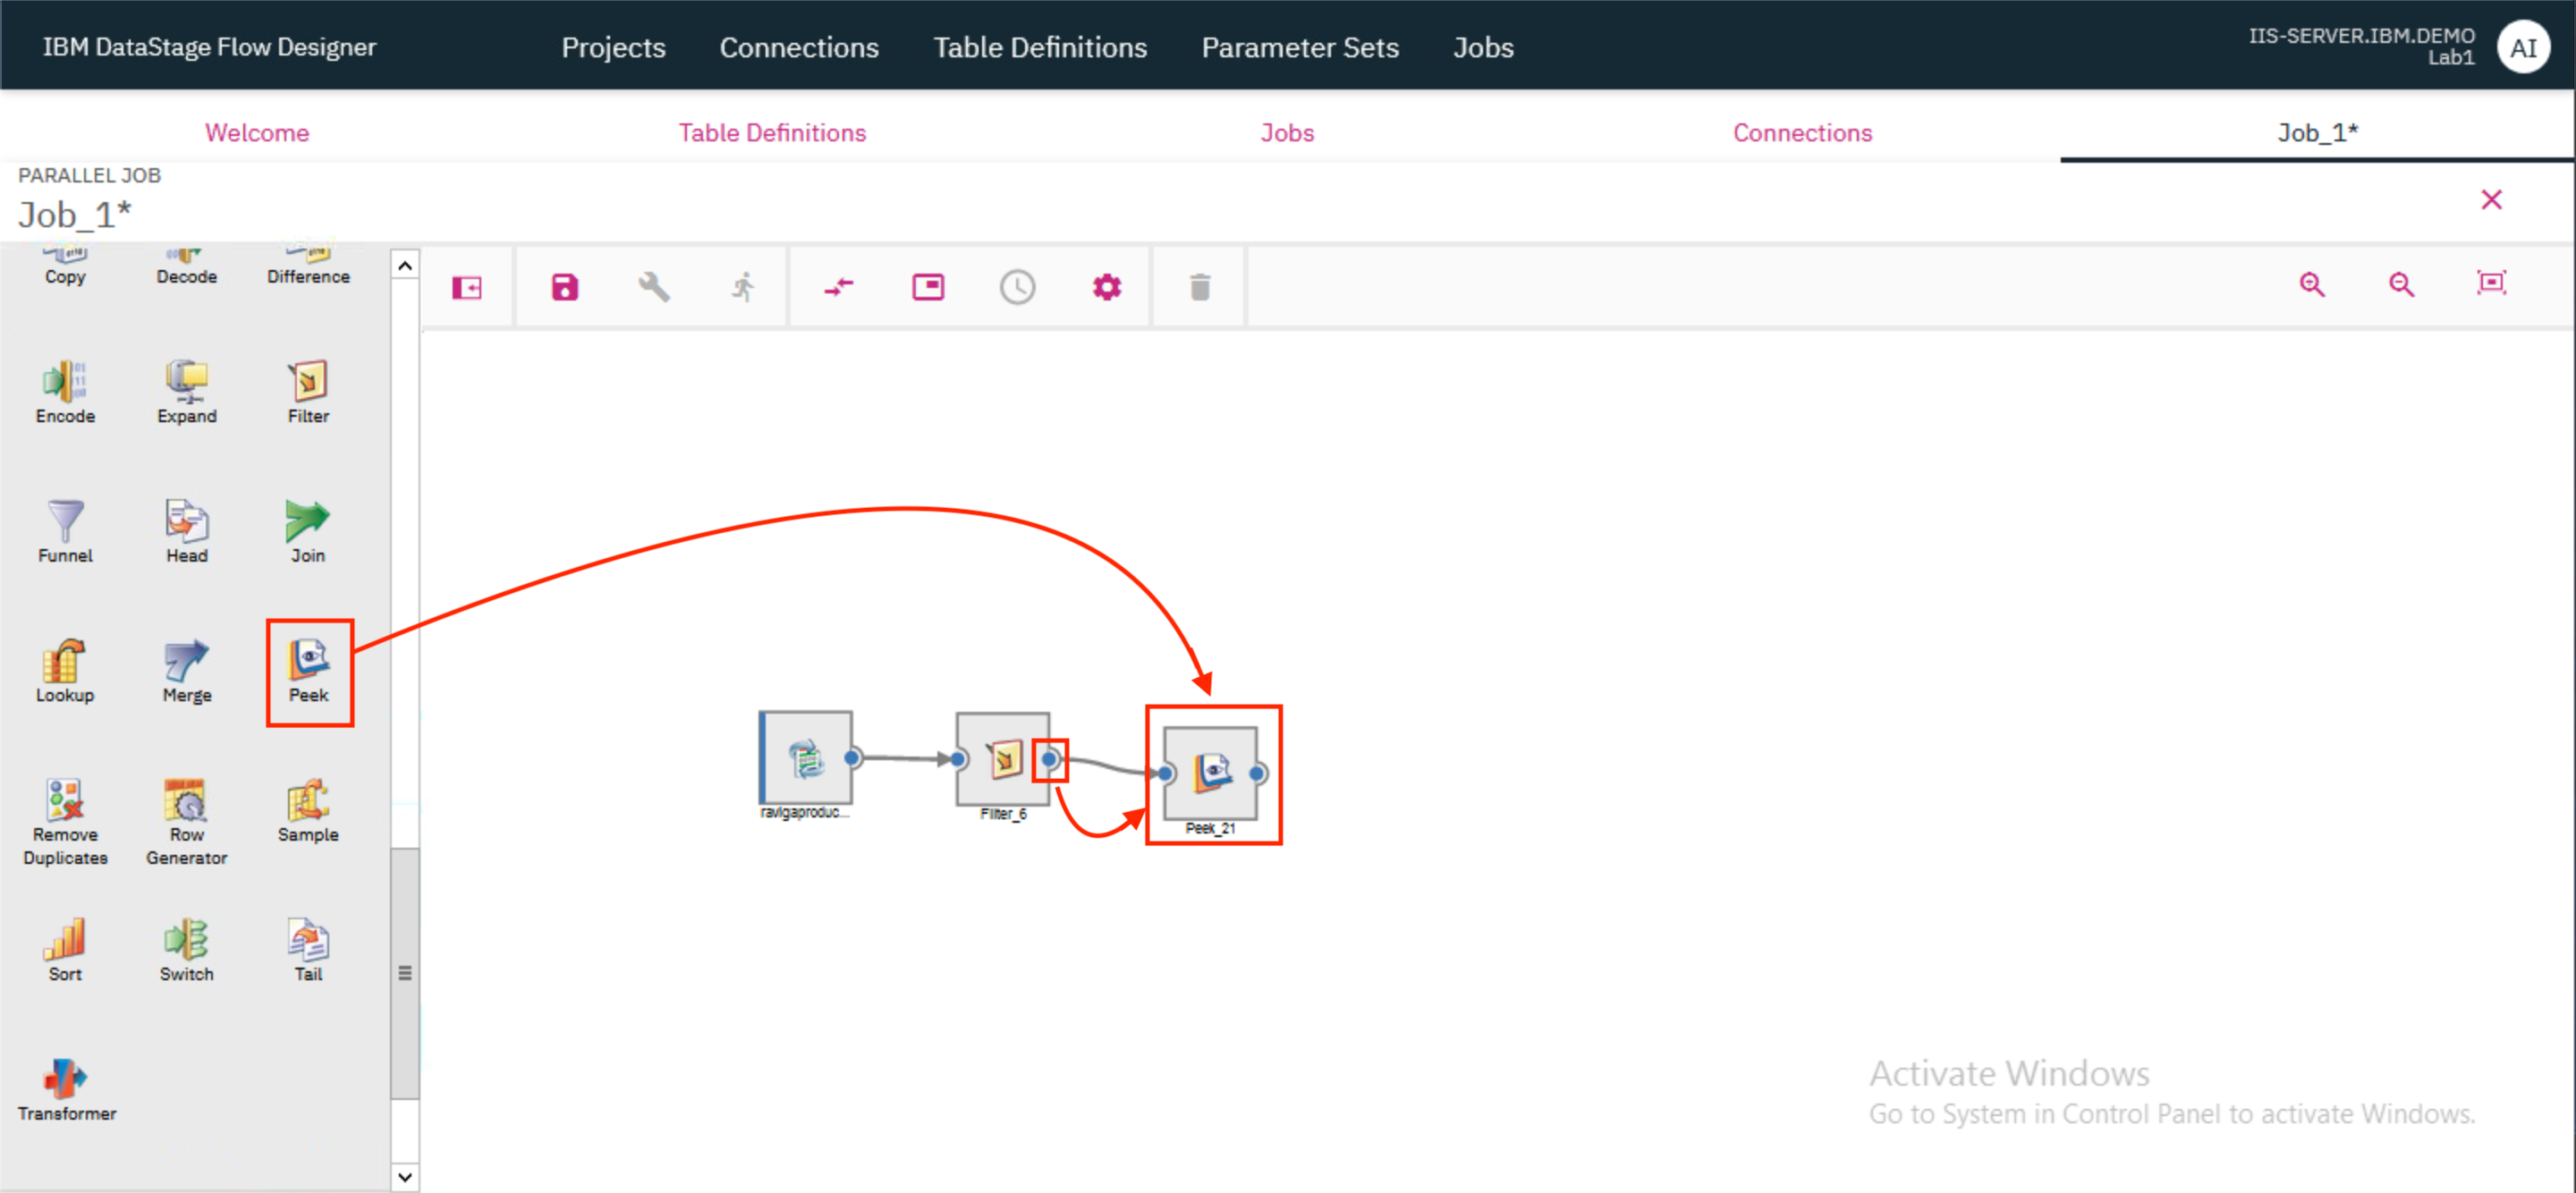 IBM DataStage Flow Designer
Projects
Connections
Table Definitions
Parameter Sets
Jobs
IIS-SERVER.IBM.DEMO
Lab1
AI
Welcome
Table Definitions
Jobs
Connections
Job_1*
PARALLEL JOB
Job_1*
Copy
Decode
Difference
Encode
Expand
Filter
Funnel
Head
Join
Lookup
Merge
Peek
Remove
Duplicates
Row
Generator
Sample
Sort
Switch
Tail
Transformer
ravigaproduc...
Filter_6
Peek_21
Activate Windows
Go to System in Control Panel to activate Windows.